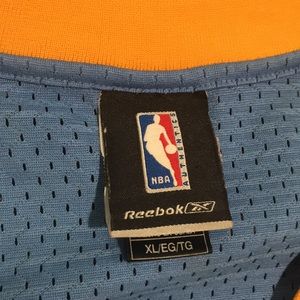 NBA
AUTHENTICS
Reebok
XL/EG/TG